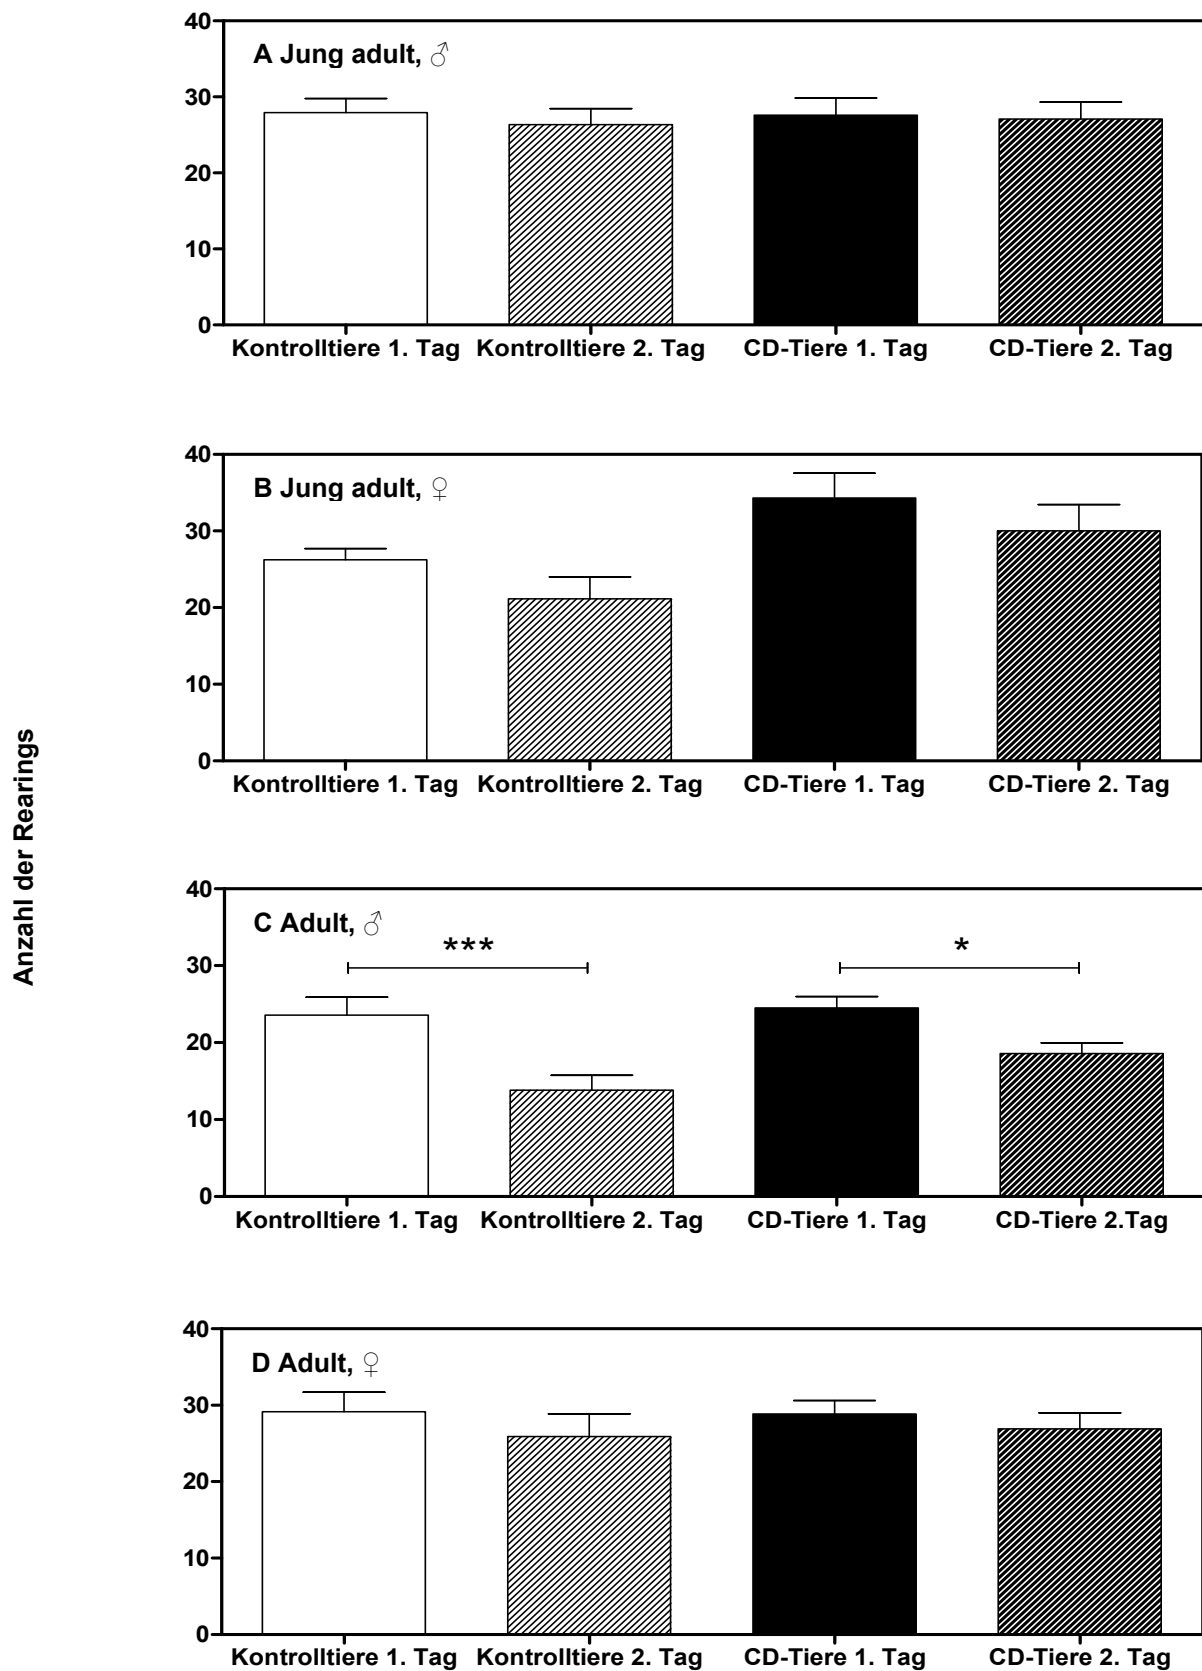 Anzahl der Rearings
A Jung adult, ♂
40
30
20
10
0
Kontrolltiere 1. Tag Kontrolltiere 2. Tag CD-Tiere 1. Tag CD-Tiere 2. Tag
B Jung adult, ♀
40
30
20
10
0
Kontrolltiere 1. Tag Kontrolltiere 2. Tag CD-Tiere 1. Tag CD-Tiere 2. Tag
C Adult, ♂
40
30
20
10
0
*** *
Kontrolltiere 1. Tag Kontrolltiere 2. Tag CD-Tiere 1. Tag CD-Tiere 2.Tag
D Adult, ♀
40
30
20
10
0
Kontrolltiere 1. Tag Kontrolltiere 2. Tag CD-Tiere 1. Tag CD-Tiere 2. Tag